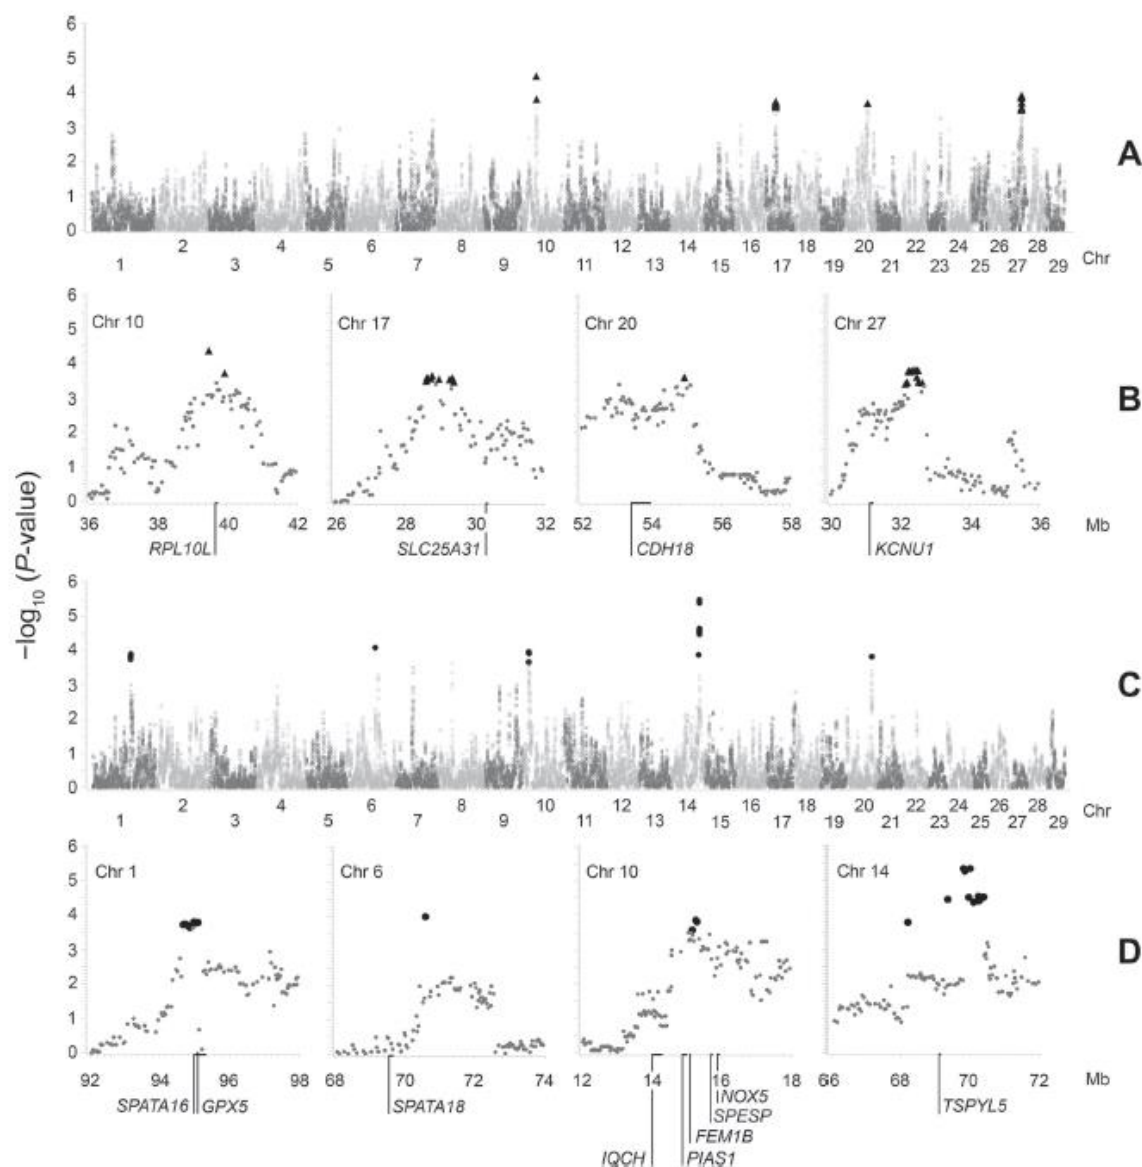 6
5
4
3
2
1
0
A
2 4 6 8 10 12 14 16 18 20 22 24 26 28
1 3 5 7 9 11 13 15 17 19 21 23 25 27 29
Chr
6
5
4
3
2
1
0
Chr 10
Chr 17
Chr 20
Chr 27
B
36 38 40 42
26 28 30 32
52 54 56 58
30 32 34 36
Mb
RPL10L
SLC25A31
CDH18
KCNU1
−log10 (P-value)
6
5
4
3
2
1
0
C
2 4 6 8 10 12 14 16 18 20 22 24 26 28
1 3 5 7 9 11 13 15 17 19 21 23 25 27 29
Chr
6
5
4
3
2
1
0
Chr 1
Chr 6
Chr 10
Chr 14
D
92 94 96 98
68 70 72 74
12 14 16 18
66 68 70 72
Mb
SPATA16 GPX5
SPATA18
NOX5
SPESP
FEM1B
IQCH PIAS1
TSPYL5